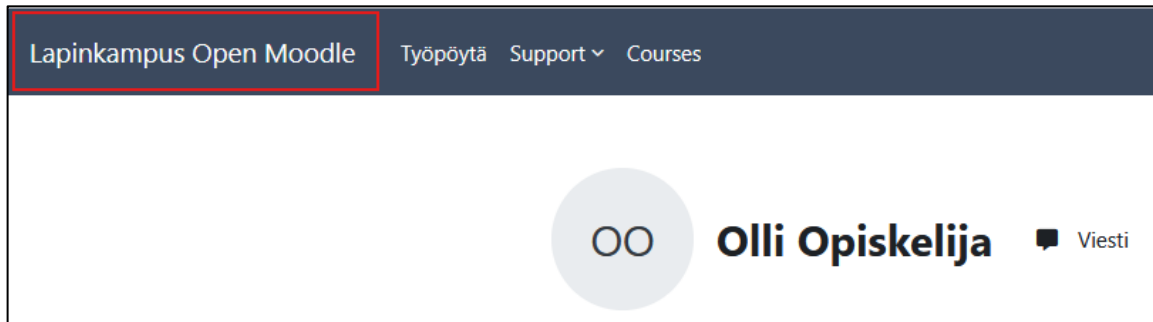 Lapinkampus Open Moodle Työpöytä Support Courses
OO Olli Opiskelija Viesti